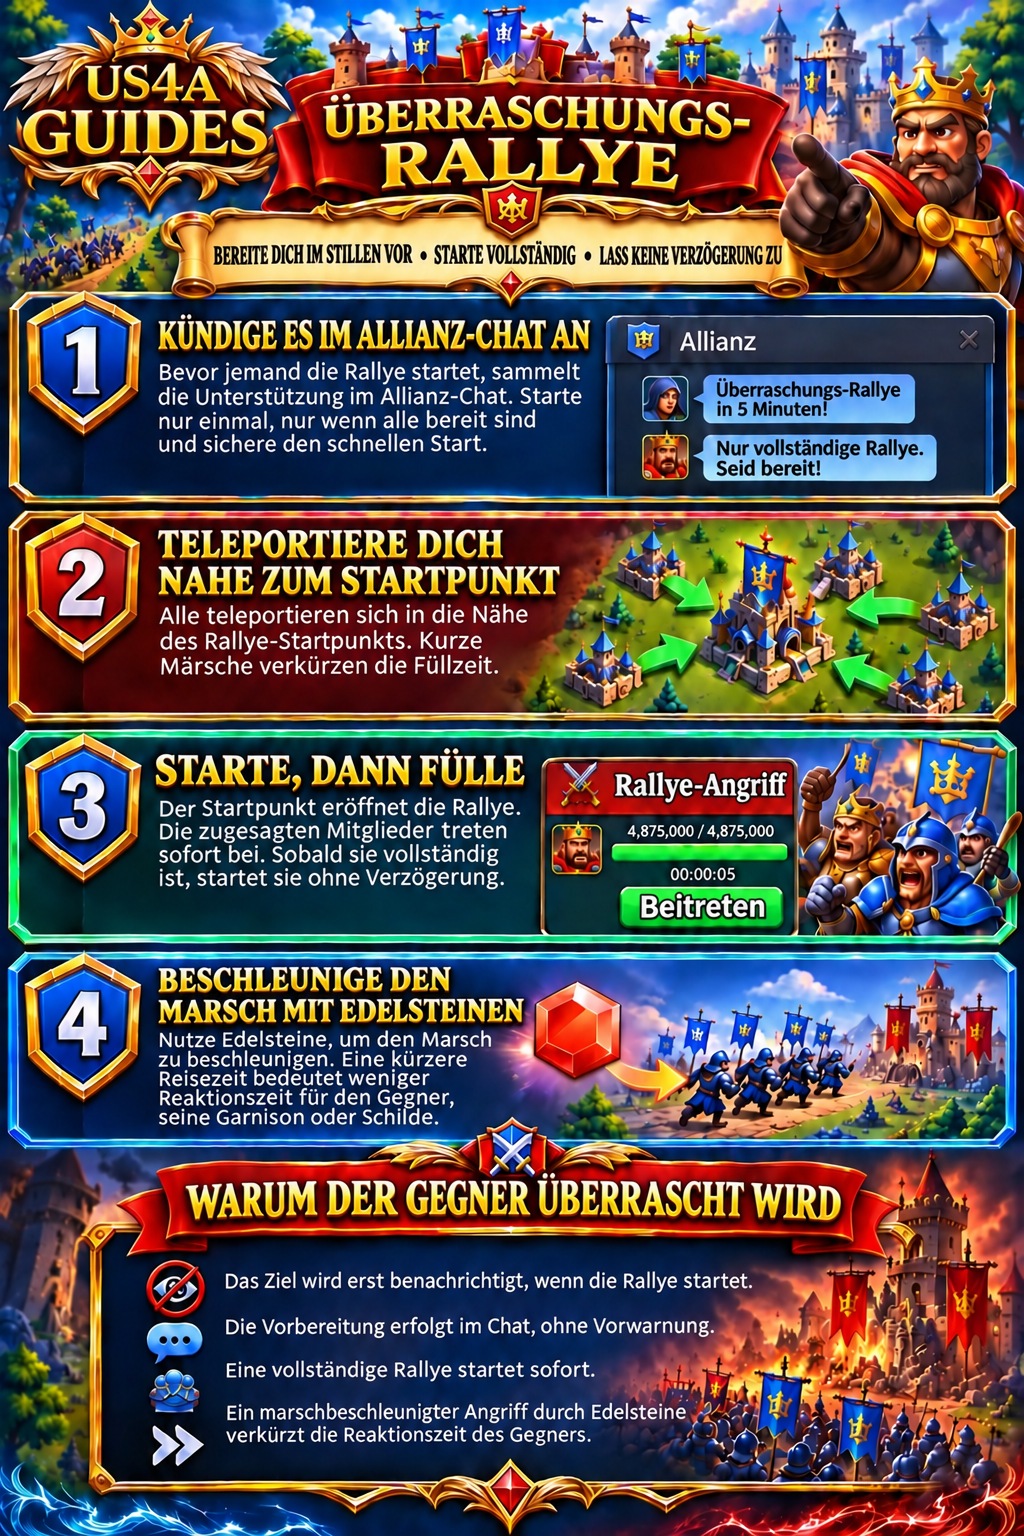 US4A
GUIDES
ÜBERRASCHUNGS-
RALLYE
BEREITE DICH IM STILLEN VOR • STARTE VOLLSTÄNDIG • LASS KEINE VERZÖGERUNG ZU
1
KÜNDIGE ES IM ALLIANZ-CHAT AN
Bevor jemand die Rallye startet, sammelt
die Unterstützung im Allianz-Chat. Starte
nur einmal, nur wenn alle bereit sind
und sichere den schnellen Start.
Allianz
Überraschungs-Rallye
in 5 Minuten!
Nur vollständige Rallye.
Seid bereit!
2
TELEPORTIERE DICH
NAHE ZUM STARTPUNKT
Alle teleportieren sich in die Nähe
des Rallye-Startpunkts. Kurze
Märsche verkürzen die Füllzeit.
3
STARTE, DANN FÜLLE
Der Startpunkt eröffnet die Rallye.
Die zugesagten Mitglieder treten
sofort bei. Sobald sie vollständig
ist, startet sie ohne Verzögerung.
Rallye-Angriff
4,875,000 / 4,875,000
00:00:05
Beitreten
4
BESCHLEUNIGE DEN
MARSCH MIT EDELSTEINEN
Nutze Edelsteine, um den Marsch
zu beschleunigen. Eine kürzere
Reisezeit bedeutet weniger
Reaktionszeit für den Gegner,
seine Garnison oder Schilde.
WARUM DER GEGNER ÜBERRASCHT WIRD
Das Ziel wird erst benachrichtigt, wenn die Rallye startet.
Die Vorbereitung erfolgt im Chat, ohne Vorwarnung.
Eine vollständige Rallye startet sofort.
Ein marschbeschleunigter Angriff durch Edelsteine
verkürzt die Reaktionszeit des Gegners.